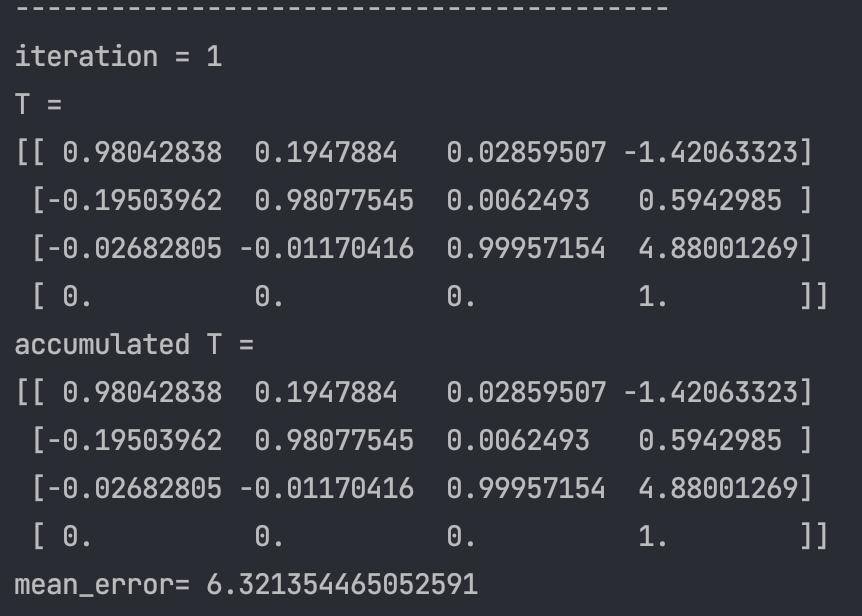 -----------------------------------------
iteration = 1
T =
[[ 0.98042838  0.1947884   0.02859507 -1.42063323]
 [-0.19503962  0.98077545  0.0062493   0.5942985 ]
 [-0.02682805 -0.01170416  0.99957154  4.88001269]
 [ 0.          0.          0.          1.        ]]
accumulated T =
[[ 0.98042838  0.1947884   0.02859507 -1.42063323]
 [-0.19503962  0.98077545  0.0062493   0.5942985 ]
 [-0.02682805 -0.01170416  0.99957154  4.88001269]
 [ 0.          0.          0.          1.        ]]
mean_error= 6.321354465052591